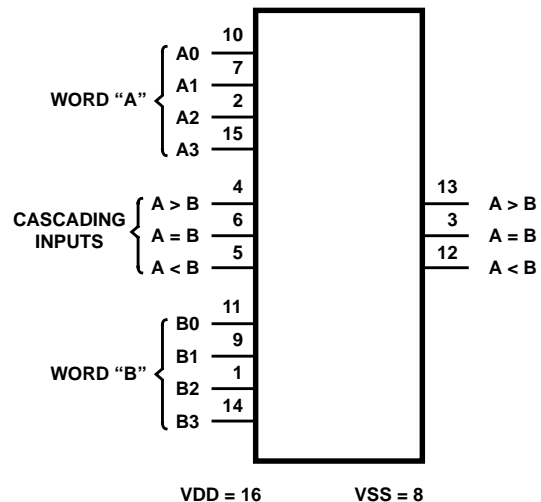 10
A0
7
A1
WORD “A”
2
A2
15
A3
4
A > B
13
A > B
CASCADING
INPUTS
6
A = B
3
A = B
5
A < B
12
A < B
11
B0
9
B1
WORD “B”
1
B2
14
B3
VDD = 16 VSS = 8